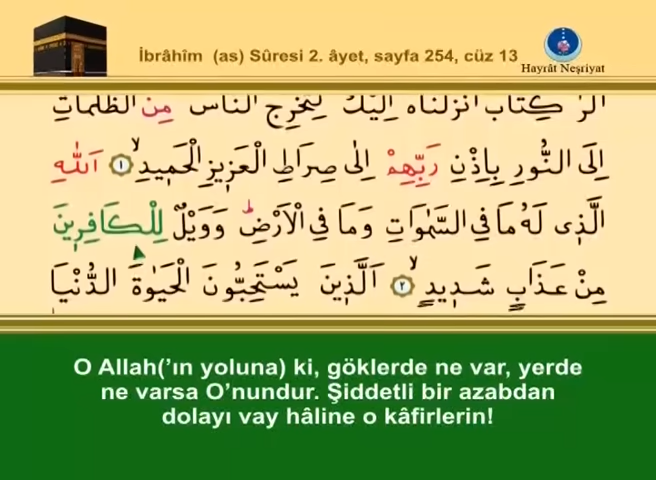 İbrâhîm (as) Sûresi 2. âyet, sayfa 254, cüz 13
Hayrât Neşriyat
الٓرٰ كِتَابٌ اَنْزَلْنَاهُ اِلَيْكَ لِتُخْرِجَ النَّاسَ مِنَ الظُّلُمَاتِ
اِلَى النُّورِ بِاِذْنِ رَبِّهِمْ اِلٰى صِرَاطِ الْعَزِيزِ الْحَمِيدِۙ ﴿١﴾ اَللّٰهِ
الَّذِى لَهُ مَا فِى السَّمٰوَاتِ وَمَا فِى الْاَرْضِۜ وَوَيْلٌ لِلْكَافِرِينَ
مِنْ عَذَابٍ شَدِيدٍۙ ﴿٢﴾ اَلَّذِينَ يَسْتَحِبُّونَ الْحَيٰوةَ الدُّنْيَا
O Allah(’ın yoluna) ki, göklerde ne var, yerde
ne varsa O’nundur. Şiddetli bir azabdan
dolayı vay hâline o kâfirlerin!